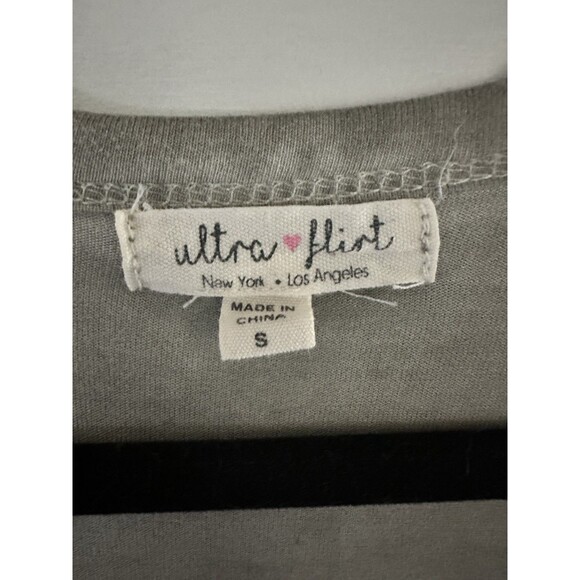 ultra flirt
New York • Los Angeles
MADE IN
CHINA
S